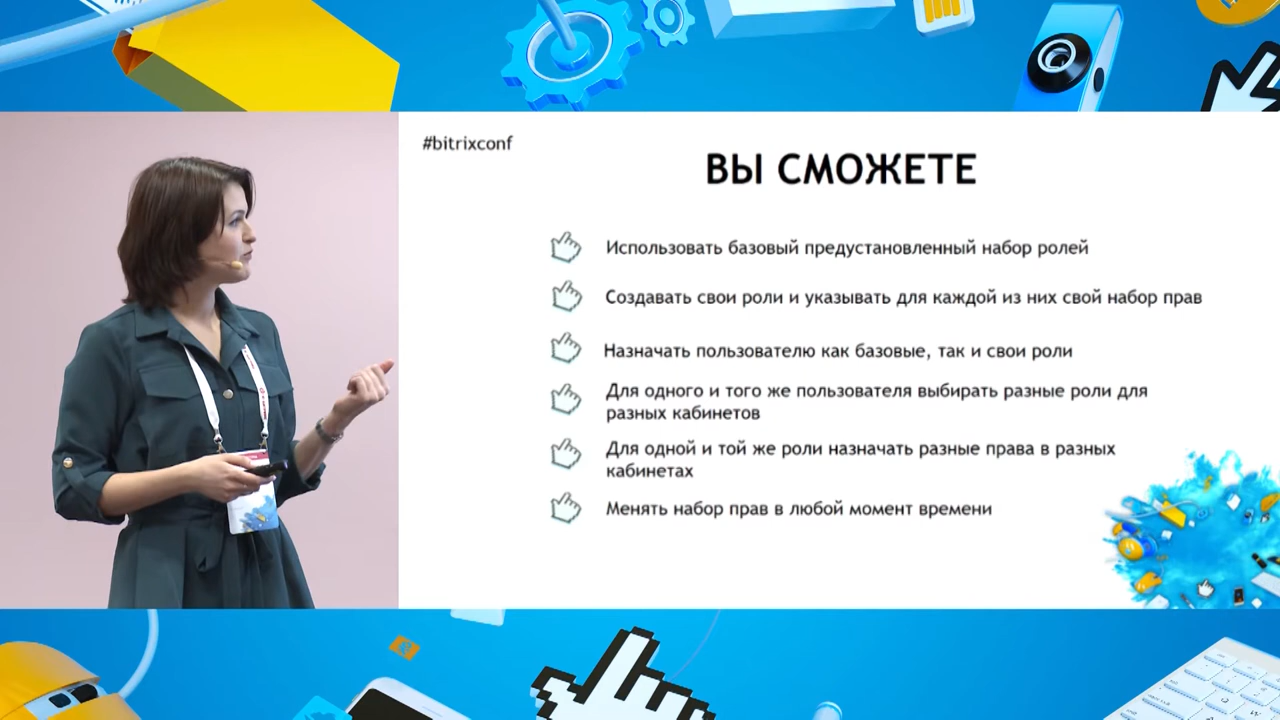 #bitrixconf
ВЫ СМОЖЕТЕ
Использовать базовый предустановленный набор ролей
Создавать свои роли и указывать для каждой из них свой набор прав
Назначать пользователю как базовые, так и свои роли
Для одного и того же пользователя выбирать разные роли для
разных кабинетов
Для одной и той же роли назначать разные права в разных
кабинетах
Менять набор прав в любой момент времени